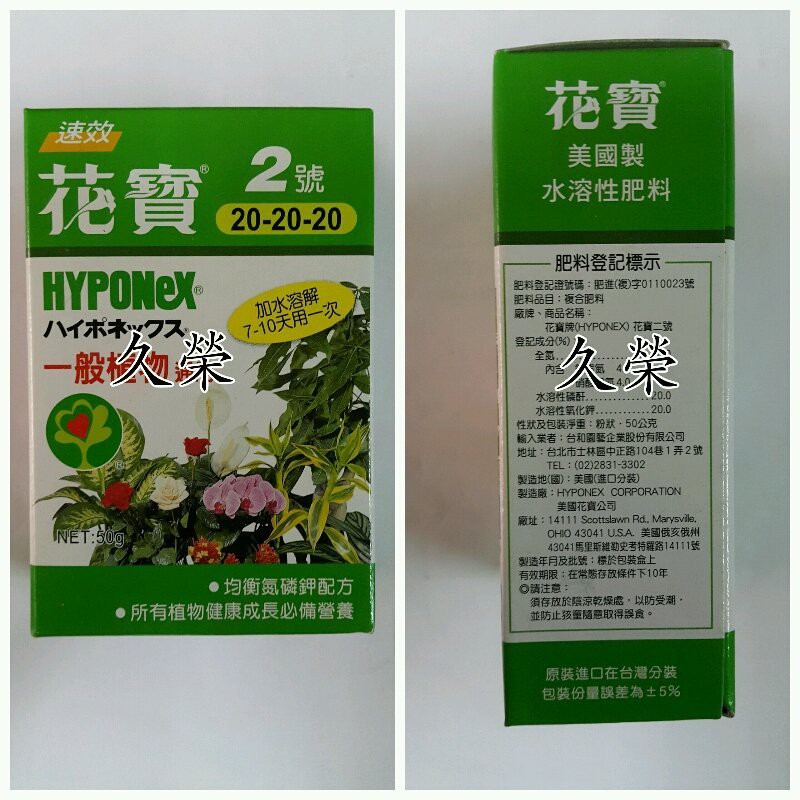 速效
花寶®
2號
20-20-20
HYPONeX®
ハイポネックス
加水溶解
7-10天用一次
一般植物
久榮
®
NET:50g
●均衡氮磷鉀配方
●所有植物健康成長必備營養
花寶®
美國製
水溶性肥料
肥料登記標示
肥料登記證號碼：肥進(複)字0110023號
肥料品目：複合肥料
廠牌、商品名稱：
花寶牌(HYPONEX) 花寶二號
登記成分(%)
全氮
久榮
內含 氮 4
氮4.0
水溶性磷酐..............20.0
水溶性氧化鉀...........20.0
性狀及包裝淨重：粉狀，50公克
輸入業者：台和園藝企業股份有限公司
地址：台北市士林區中正路104巷1弄2號
TEL：(02)2831-3302
製造地(國)：美國(進口分裝)
製造廠：HYPONEX CORPORATION
美國花寶公司
廠址：14111 Scottslawn Rd., Marysville,
OHIO 43041 U.S.A. 美國俄亥俄州
43041馬里斯維勒史考特羅路14111號
製造年月及批號：標於包裝盒上
有效期限：在常態存放條件下10年
◎請注意：
須存放於陰涼乾燥處，以防受潮，
並防止孩童隨意取得誤食。
原裝進口在台灣分裝
包裝份量誤差為±5%